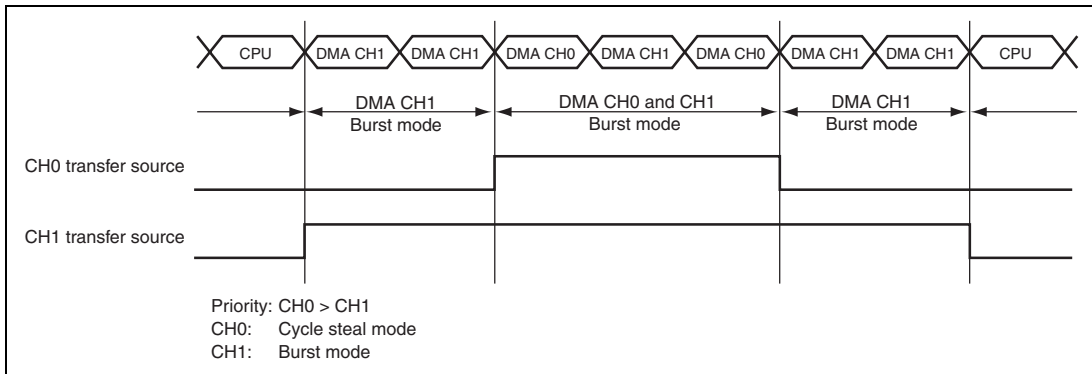 CPU DMA CH1 DMA CH1 DMA CH0 DMA CH1 DMA CH0 DMA CH1 DMA CH1 CPU
DMA CH1 DMA CH0 and CH1 DMA CH1
Burst mode Burst mode Burst mode
CH0 transfer source
CH1 transfer source
Priority: CH0 > CH1
CH0: Cycle steal mode
CH1: Burst mode